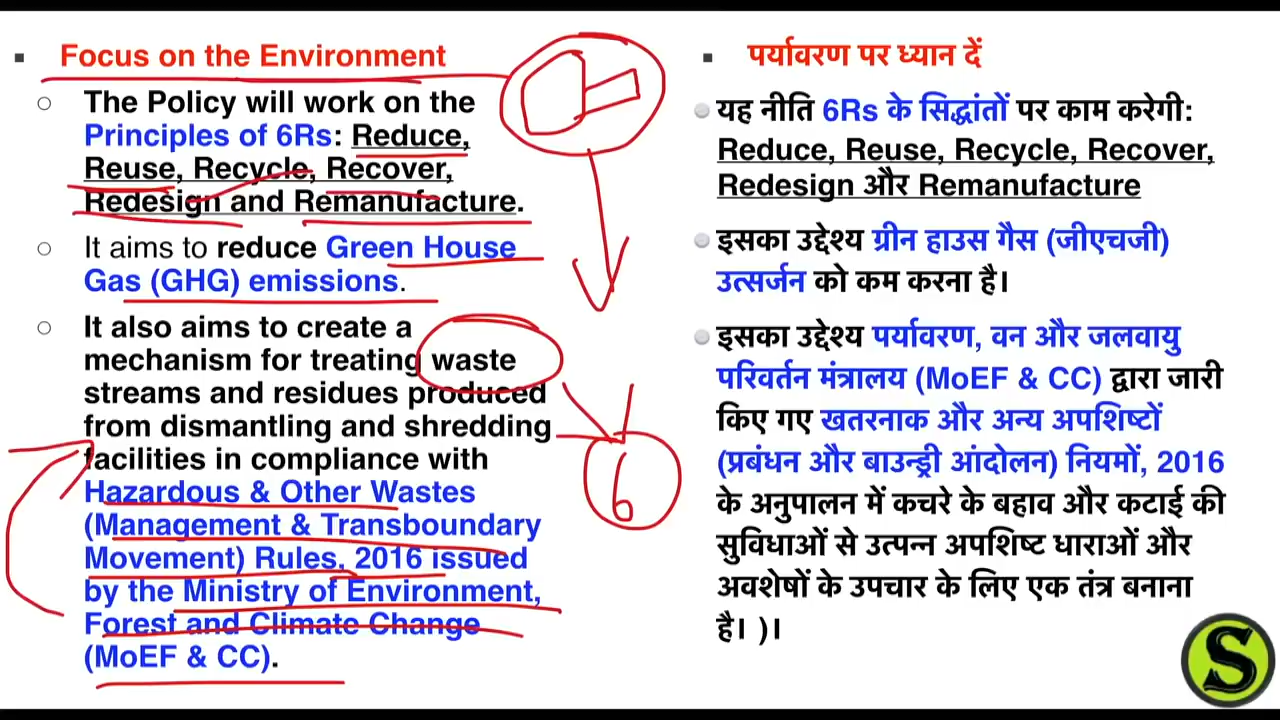 Focus on the Environment
The Policy will work on the
Principles of 6Rs: Reduce,
Reuse, Recycle, Recover,
Redesign and Remanufacture.
It aims to reduce Green House
Gas (GHG) emissions.
It also aims to create a
mechanism for treating waste
streams and residues produced
from dismantling and shredding
facilities in compliance with
Hazardous & Other Wastes
(Management & Transboundary
Movement) Rules, 2016 issued
by the Ministry of Environment,
Forest and Climate Change
(MoEF & CC).
6
पर्यावरण पर ध्यान दें
यह नीति 6Rs के सिद्धांतों पर काम करेगी:
Reduce, Reuse, Recycle, Recover,
Redesign और Remanufacture
इसका उद्देश्य ग्रीन हाउस गैस (जीएचजी)
उत्सर्जन को कम करना है।
इसका उद्देश्य पर्यावरण, वन और जलवायु
परिवर्तन मंत्रालय (MoEF & CC) द्वारा जारी
किए गए खतरनाक और अन्य अपशिष्टों
(प्रबंधन और बाउन्ड्री आंदोलन) नियमों, 2016
के अनुपालन में कचरे के बहाव और कटाई की
सुविधाओं से उत्पन्न अपशिष्ट धाराओं और
अवशेषों के उपचार के लिए एक तंत्र बनाना
है। )।
S